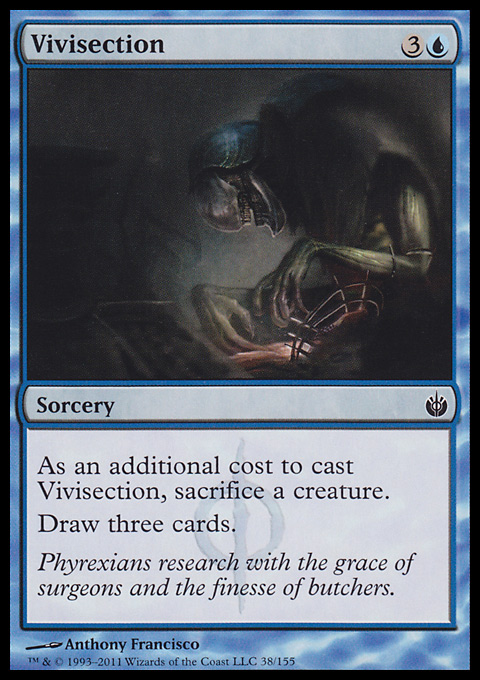 Vivisection 3
Sorcery
As an additional cost to cast
Vivisection, sacrifice a creature.
Draw three cards.
Phyrexians research with the grace of
surgeons and the finesse of butchers.
Anthony Francisco
™ & © 1993–2011 Wizards of the Coast LLC 38/155